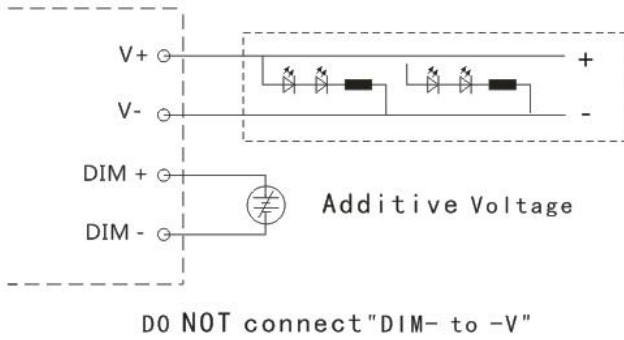 V+
+
V-
-
DIM +
Additive Voltage
DIM -
DO NOT connect"DIM- to -V"